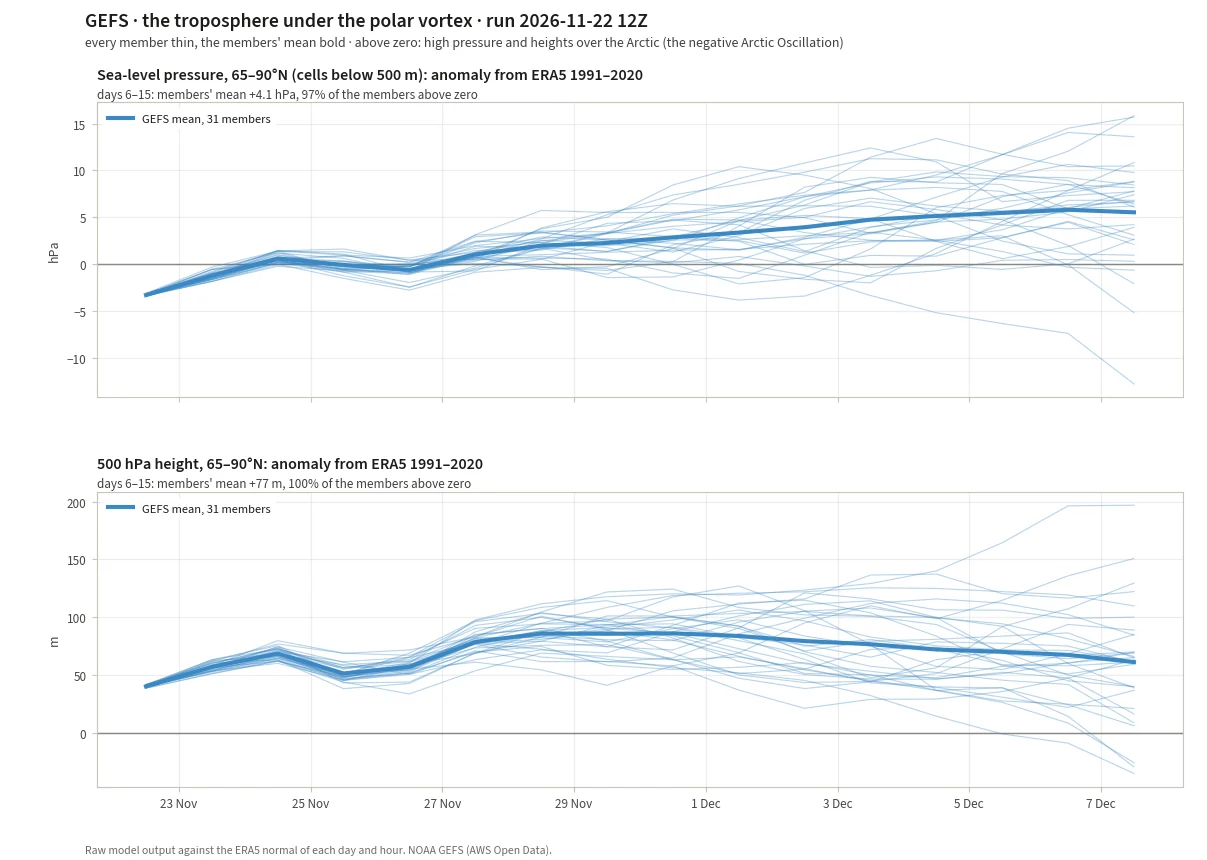 GEFS · the troposphere under the polar vortex · run 2026-11-22 12Z
every member thin, the members' mean bold · above zero: high pressure and heights over the Arctic (the negative Arctic Oscillation)
Sea-level pressure, 65–90°N (cells below 500 m): anomaly from ERA5 1991–2020
days 6–15: members' mean +4.1 hPa, 97% of the members above zero
GEFS mean, 31 members
15
10
5
0
−5
−10
hPa
500 hPa height, 65–90°N: anomaly from ERA5 1991–2020
days 6–15: members' mean +77 m, 100% of the members above zero
GEFS mean, 31 members
200
150
100
50
0
m
23 Nov 25 Nov 27 Nov 29 Nov 1 Dec 3 Dec 5 Dec 7 Dec
Raw model output against the ERA5 normal of each day and hour. NOAA GEFS (AWS Open Data).